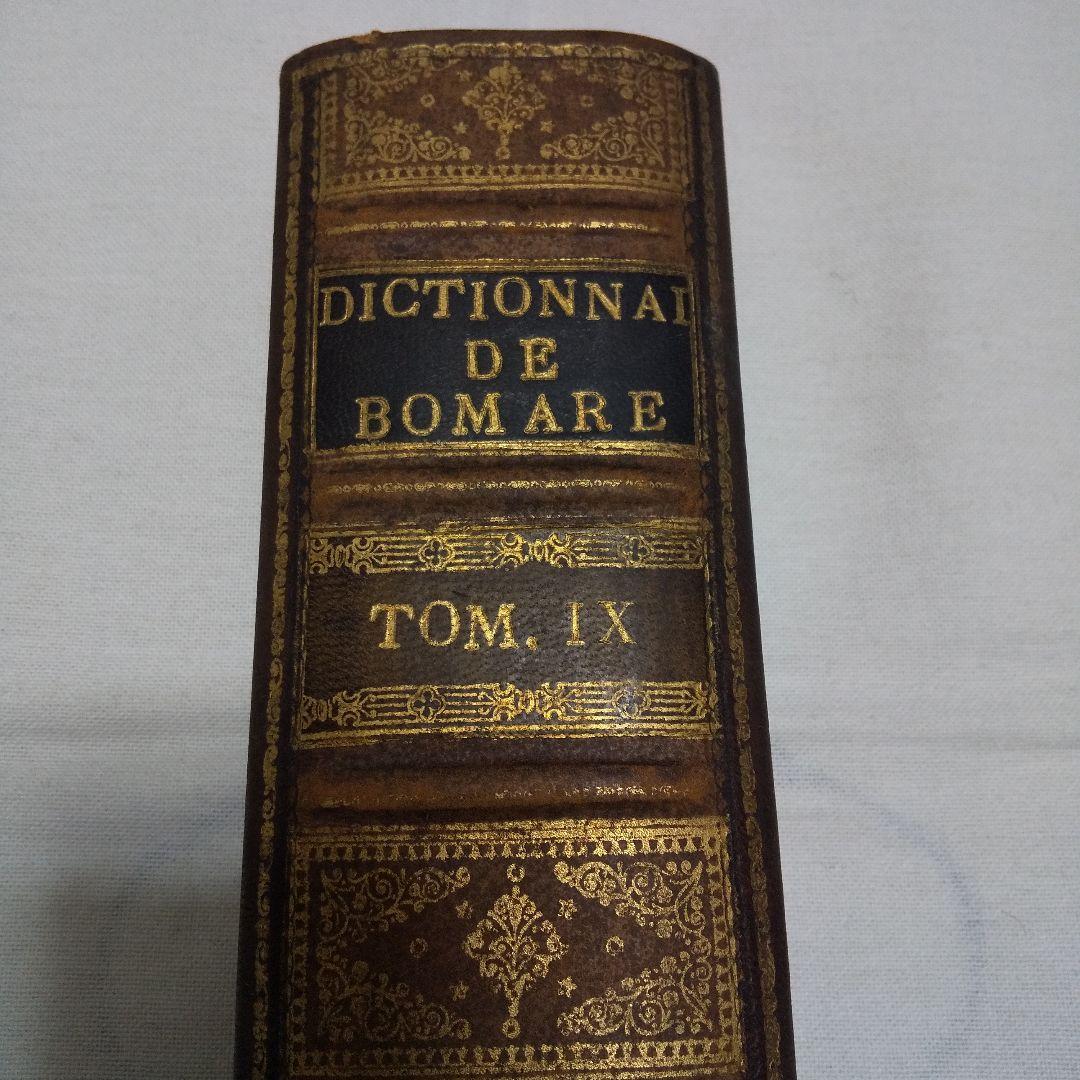 DICTIONNAI
DE
BOMARE
TOM. IX